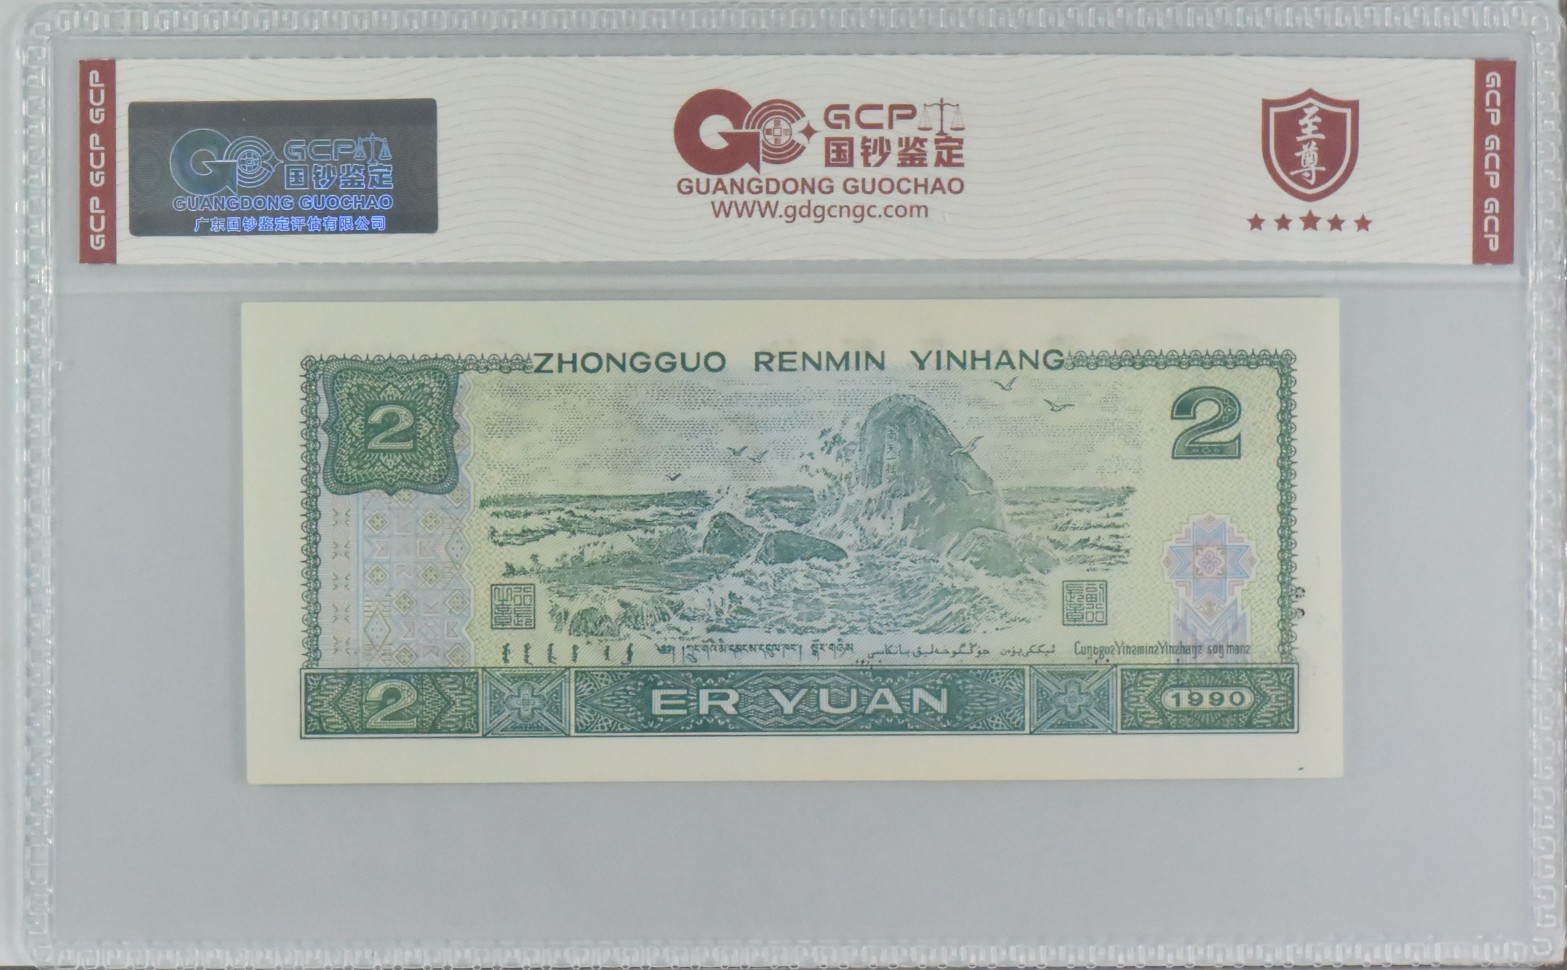 GCP GCP GCP
GCP
国钞鉴定
GUANGDONG GUOCHAO
广东国钞鉴定评估有限公司
GCP
国钞鉴定
GUANGDONG GUOCHAO
WWW.gdgcngc.com
至尊
GCP GCP GCP
ZHONGGUO RENMIN YINHANG
2
2
2
ER YUAN
1990